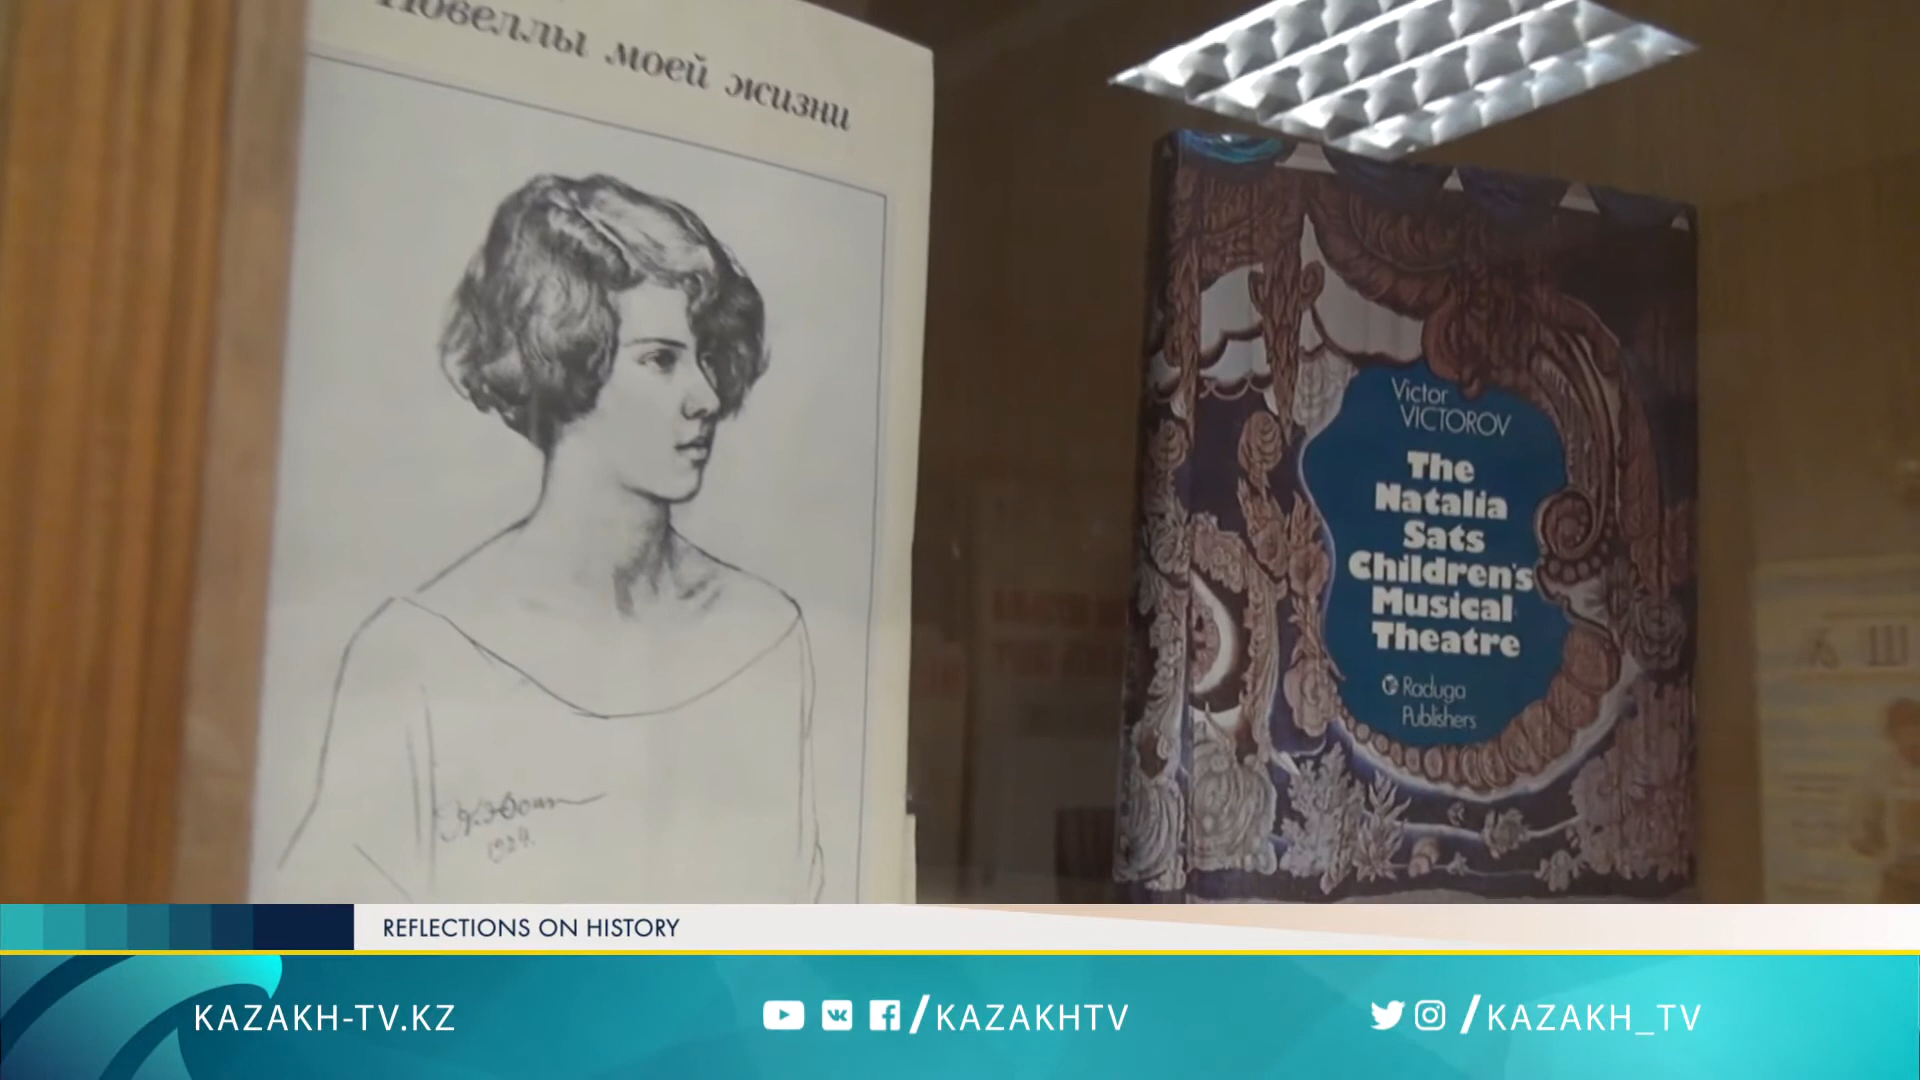 Новеллы моей жизни
1924.
Victor
VICTOROV
The
Natalia
Sats
Children's
Musical
Theatre
Raduga
Publishers
REFLECTIONS ON HISTORY
KAZAKH-TV.KZ
/KAZAKHTV
/KAZAKH_TV